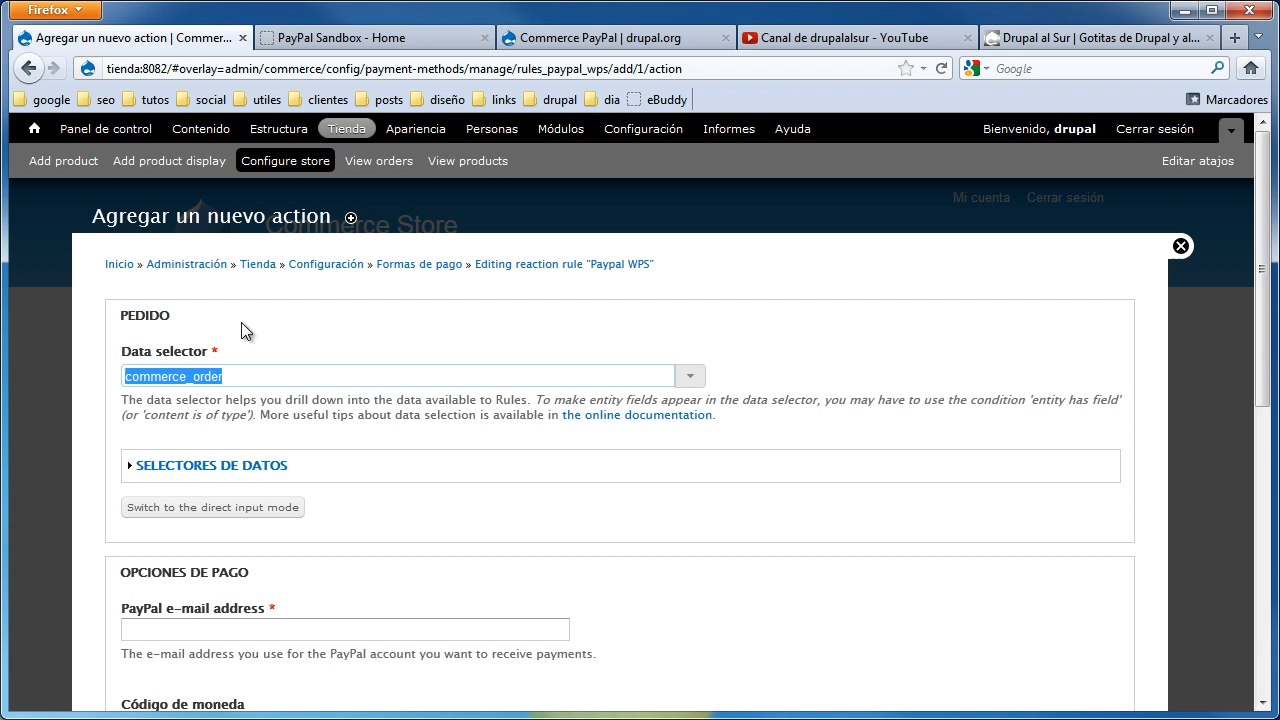 Firefox
Agregar un nuevo action | Commer...
PayPal Sandbox - Home
Commerce PayPal | drupal.org
Canal de drupalalsur - YouTube
Drupal al Sur | Gotitas de Drupal y al...
tienda:8082/#overlay=admin/commerce/config/payment-methods/manage/rules_paypal_wps/add/1/action
Google
google seo tutos social utiles clientes posts diseño links drupal dia eBuddy
Marcadores
Panel de control Contenido Estructura Tienda Apariencia Personas Módulos Configuración Informes Ayuda
Bienvenido, drupal Cerrar sesión
Add product Add product display Configure store View orders View products
Editar atajos
Mi cuenta Cerrar sesión
Agregar un nuevo action
Commerce Store
Inicio » Administración » Tienda » Configuración » Formas de pago » Editing reaction rule "Paypal WPS"
PEDIDO
Data selector *
commerce_order
The data selector helps you drill down into the data available to Rules. To make entity fields appear in the data selector, you may have to use the condition 'entity has field'
(or 'content is of type'). More useful tips about data selection is available in the online documentation.
SELECTORES DE DATOS
Switch to the direct input mode
OPCIONES DE PAGO
PayPal e-mail address *
The e-mail address you use for the PayPal account you want to receive payments.
Código de moneda